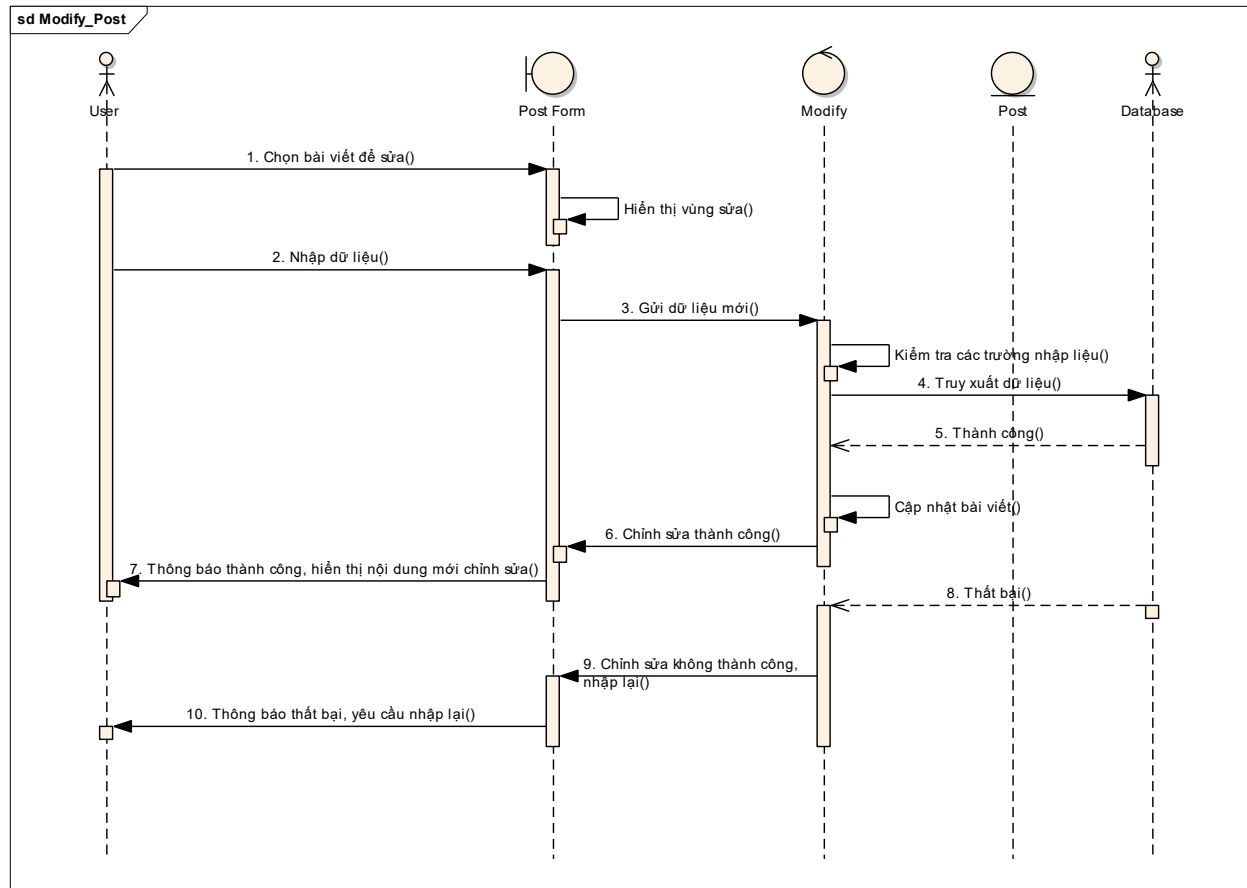 sd Modify_Post
User
Post Form
Modify
Post
Database
1. Chọn bài viết để sửa()
Hiển thị vùng sửa()
2. Nhập dữ liệu()
3. Gửi dữ liệu mới()
Kiểm tra các trường nhập liệu()
4. Truy xuất dữ liệu()
5. Thành công()
Cập nhật bài viết()
6. Chỉnh sửa thành công()
7. Thông báo thành công, hiển thị nội dung mới chỉnh sửa()
8. Thất bại()
9. Chỉnh sửa không thành công,
nhập lại()
10. Thông báo thất bại, yêu cầu nhập lại()